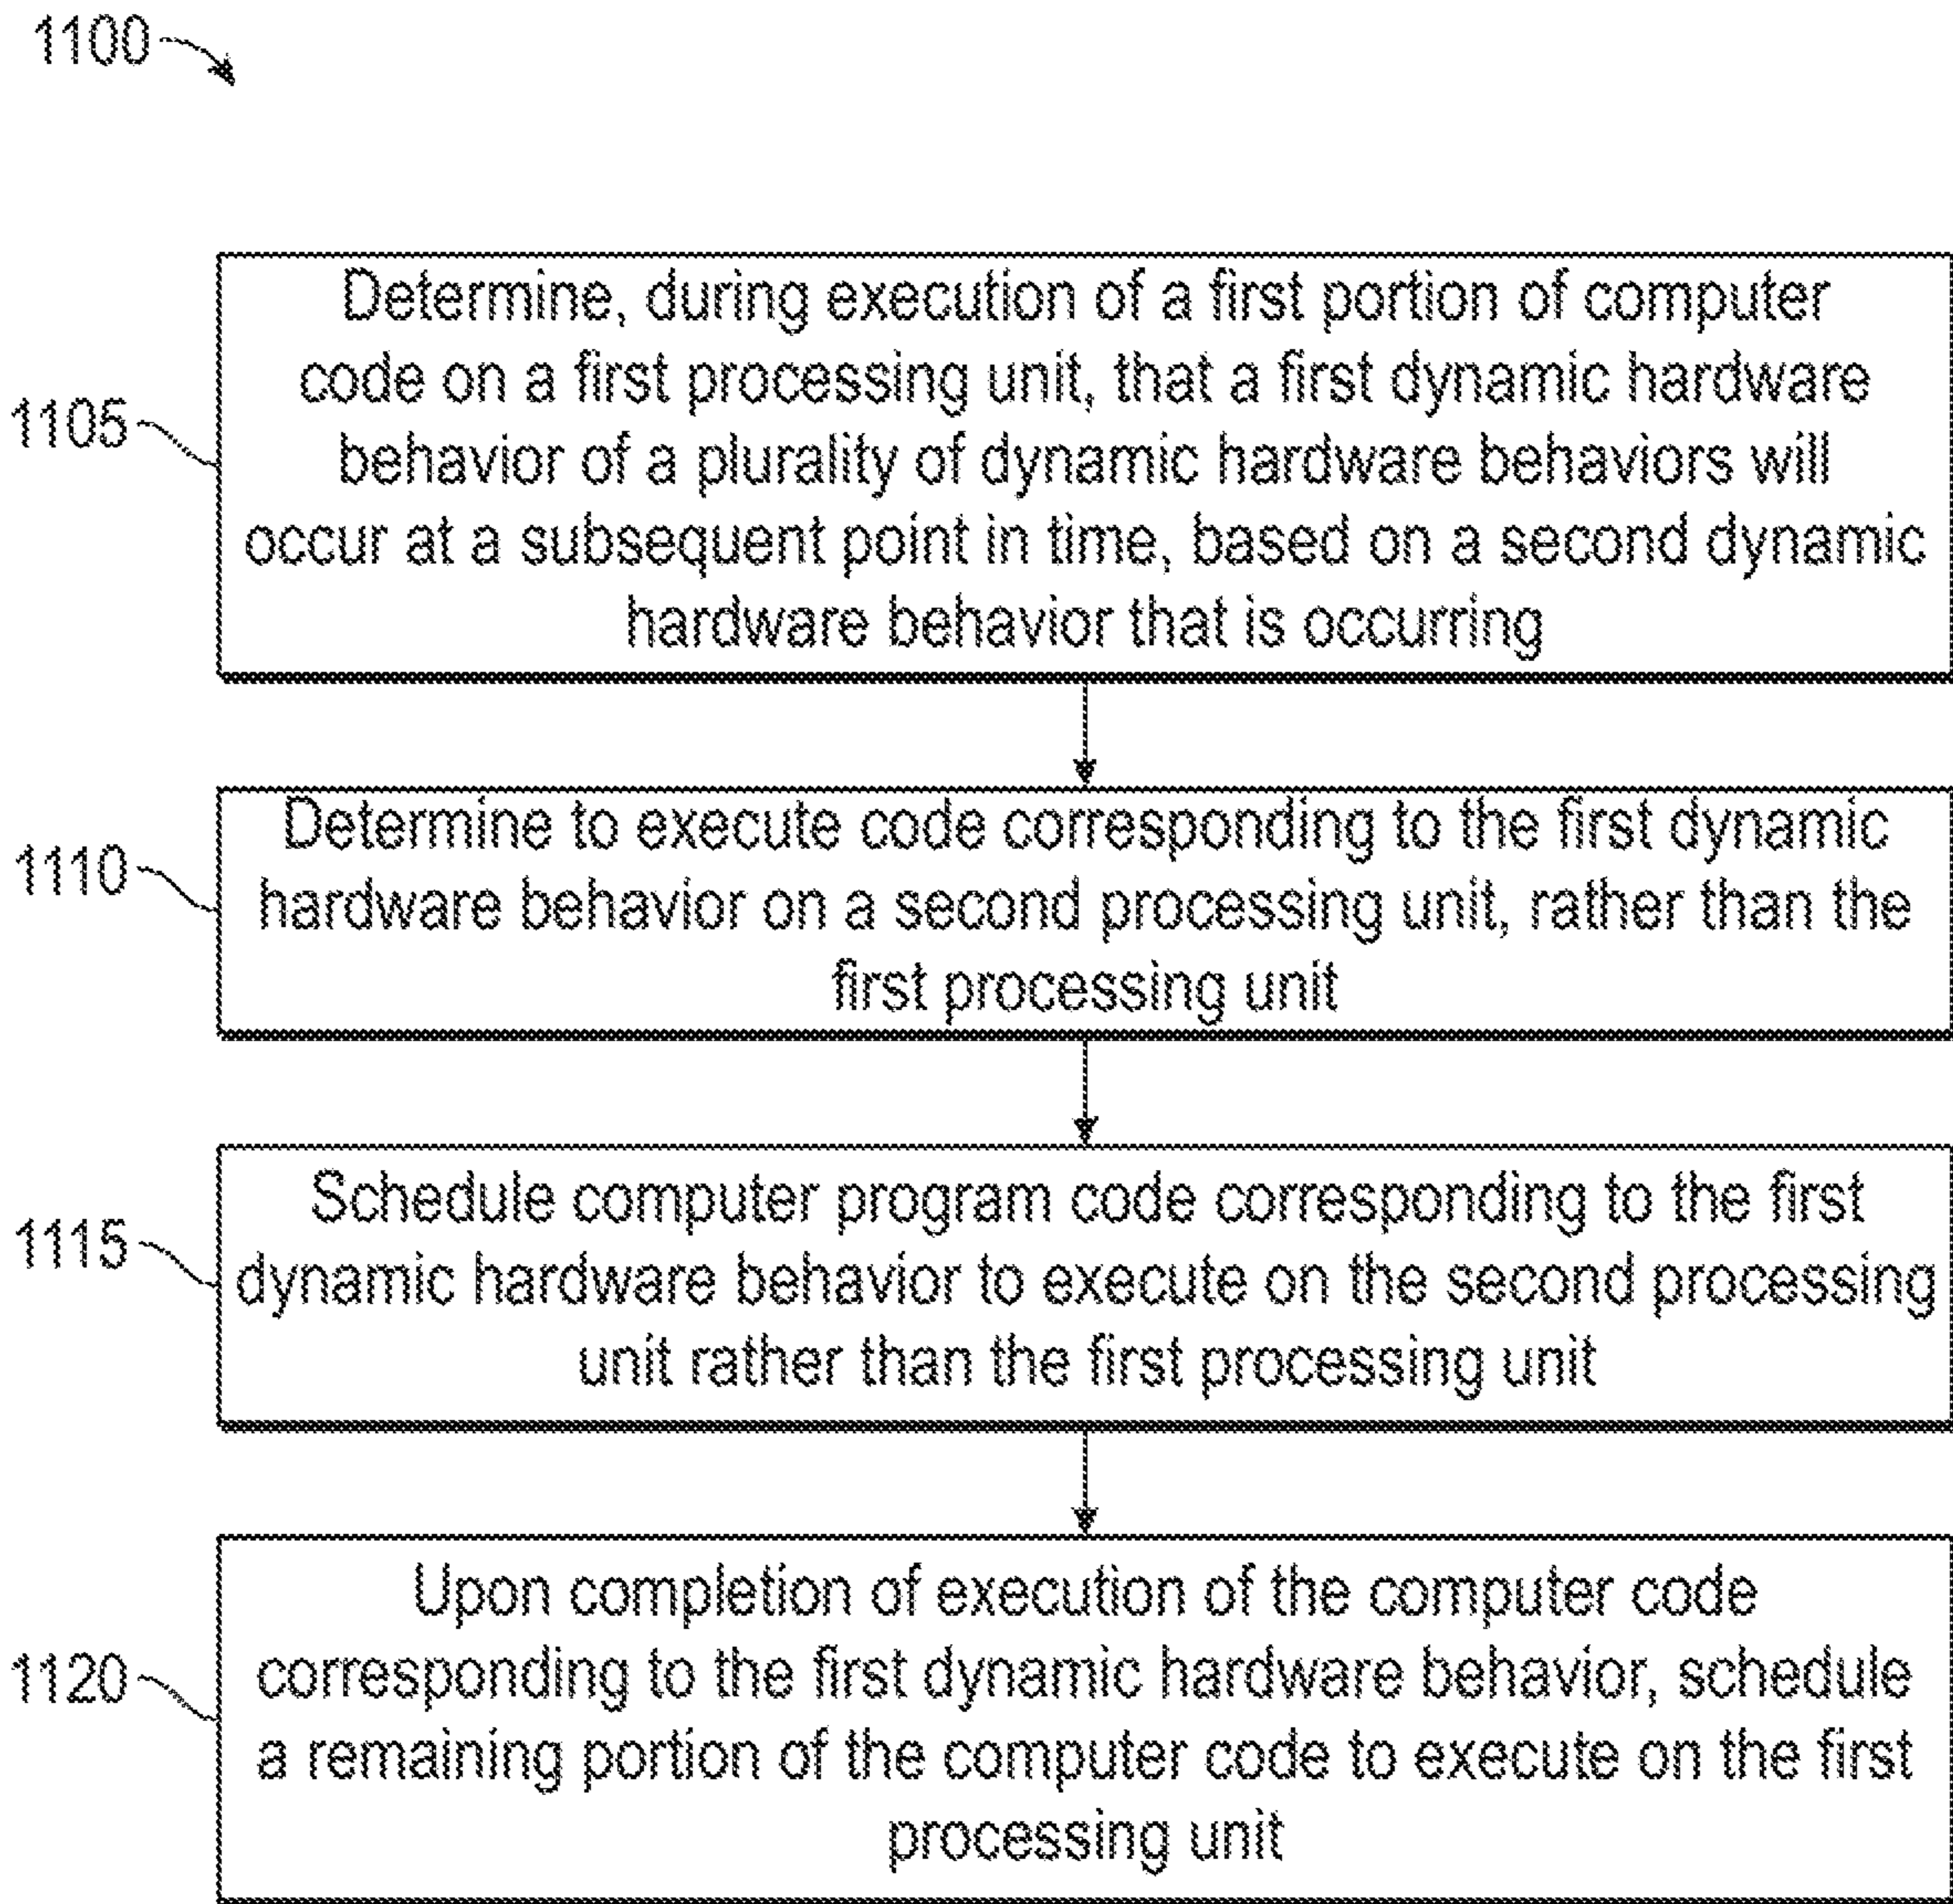 1100
Determine, during execution of a first portion of computer
code on a first processing unit, that a first dynamic hardware
1105
behavior of a plurality of dynamic hardware behaviors will
occur at a subsequent point in time, based on a second dynamic
hardware behavior that is occurring
Determine to execute code corresponding to the first dynamic
1110
hardware behavior on a second processing unit, rather than the
first processing unit
Schedule computer program code corresponding to the first
1115
dynamic hardware behavior to execute on the second processing
unit rather than the first processing unit
Upon completion of execution of the computer code
1120
corresponding to the first dynamic hardware behavior, schedule
a remaining portion of the computer code to execute on the first
processing unit